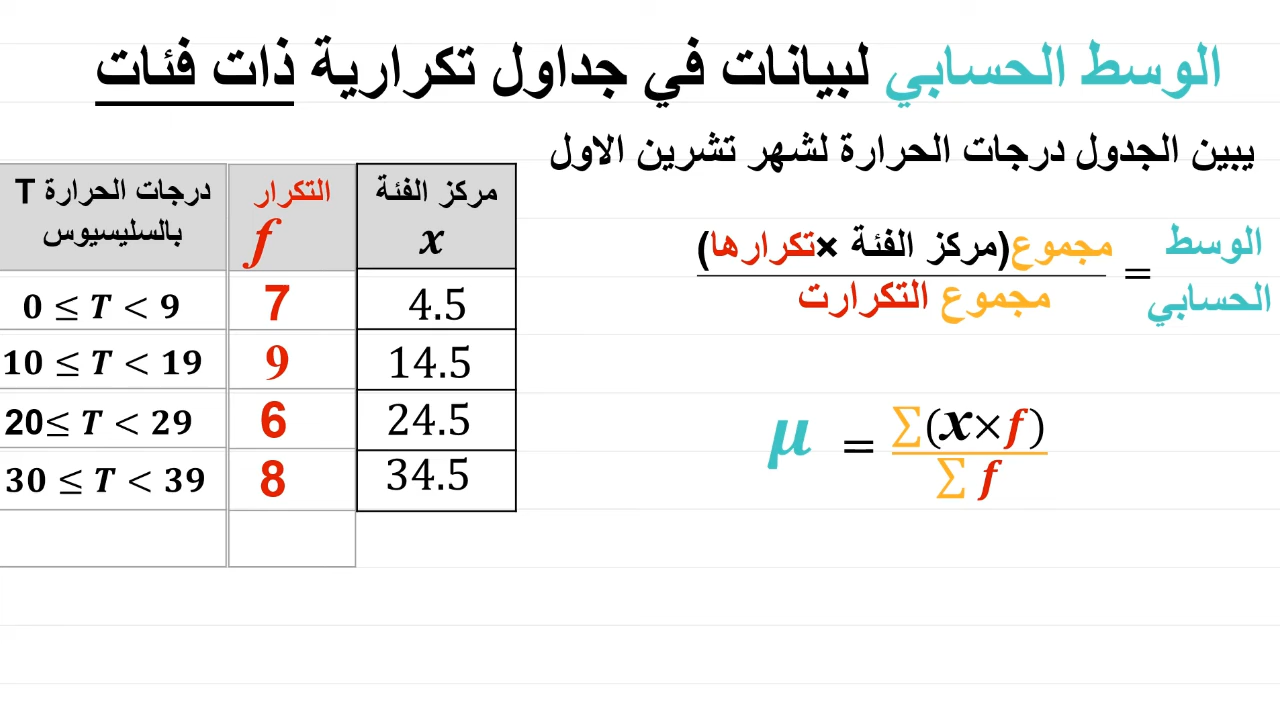 الوسط الحسابي لبيانات في جداول تكرارية ذات فئات
يبين الجدول درجات الحرارة لشهر تشرين الاول
الوسط الحسابي = مجموع(مركز الفئة ×تكرارها)
مجموع التكرارت
μ = ∑(x×f)
∑ f
درجات الحرارة T بالسليسيوس | التكرار f | مركز الفئة x
0 ≤ T < 9 | 7 | 4.5
10 ≤ T < 19 | 9 | 14.5
20≤ T < 29 | 6 | 24.5
30 ≤ T < 39 | 8 | 34.5